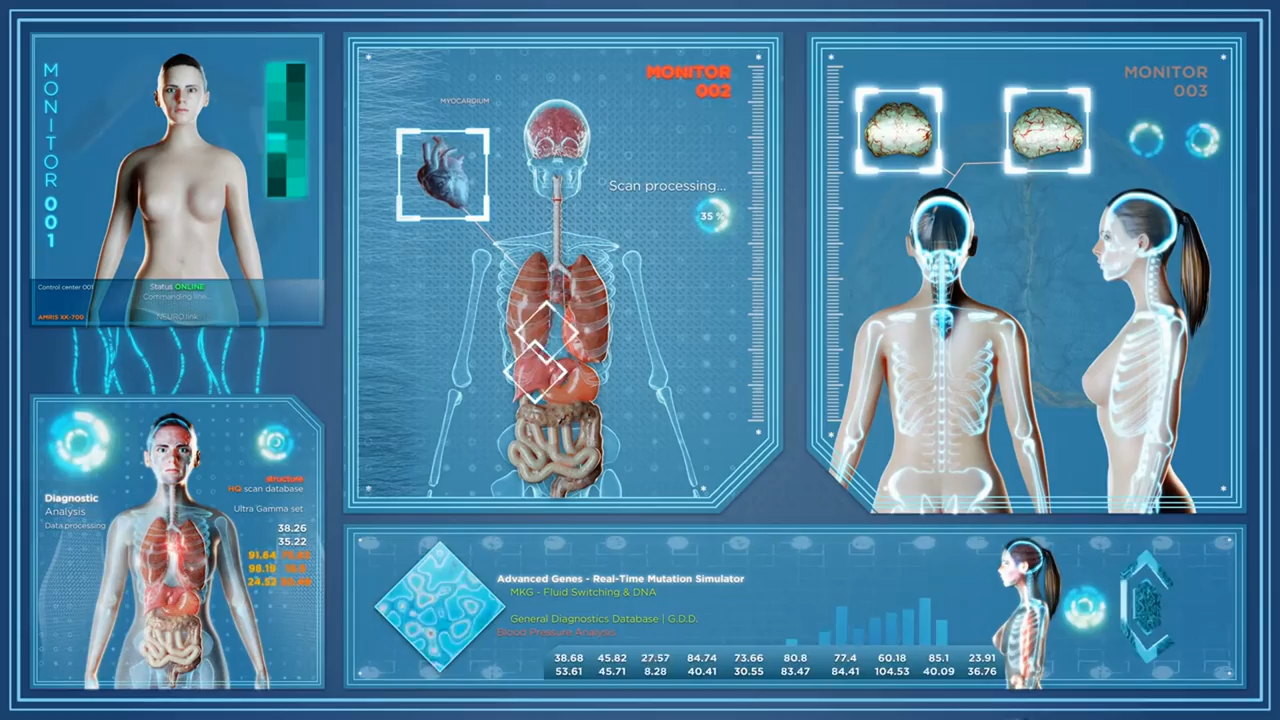 MONITOR 001
Control center 001
Status ONLINE
Commanding line...
AMRIS XK-700
NEURO link
Diagnostic
Analysis
Data processing
structure
HQ scan database
Ultra Gamma set
38.26
35.22
91.64
98.19
24.52
MONITOR
002
MYOCARDIUM
Scan processing...
35 %
MONITOR
003
Advanced Genes - Real-Time Mutation Simulator
MKG - Fluid Switching & DNA
General Diagnostics Database | G.D.D.
Blood Pressure Analysis
38.68 45.82 27.57 84.74 73.66 80.8 77.4 60.18 85.1 23.91
53.61 45.71 8.28 40.41 30.55 83.47 84.41 104.53 40.09 36.76